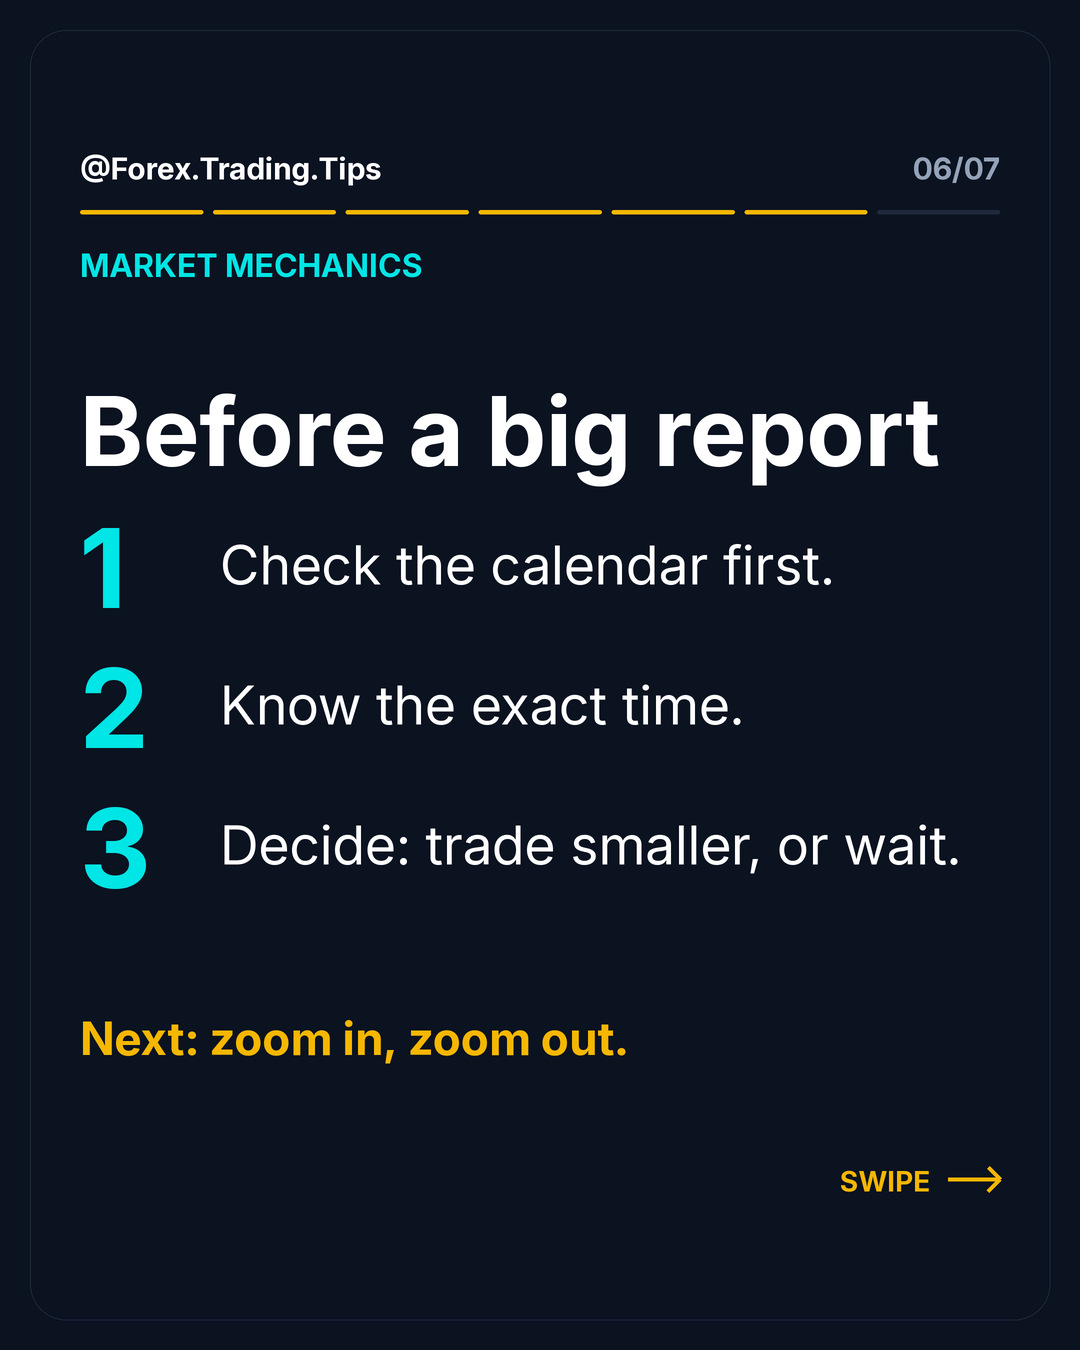 @Forex.Trading.Tips
06/07
MARKET MECHANICS
Before a big report
1 Check the calendar first.
2 Know the exact time.
3 Decide: trade smaller, or wait.
Next: zoom in, zoom out.
SWIPE